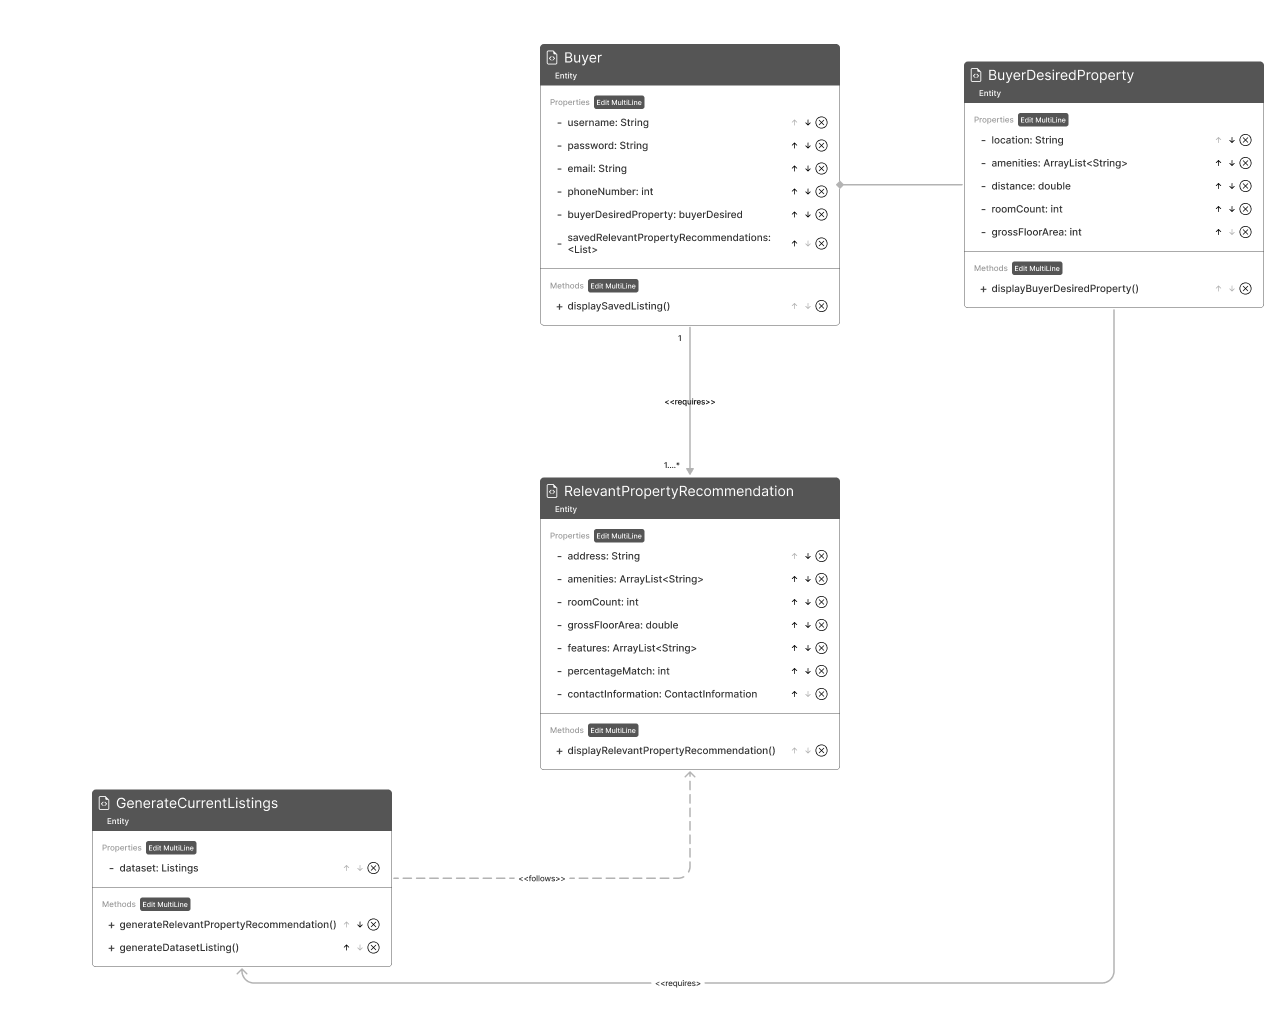 Buyer
Entity
Properties Edit MultiLine
- username: String
- password: String
- email: String
- phoneNumber: int
- buyerDesiredProperty: buyerDesired
- savedRelevantPropertyRecommendations:
<List>
Methods Edit MultiLine
+ displaySavedListing()
BuyerDesiredProperty
Entity
Properties Edit MultiLine
- location: String
- amenities: ArrayList<String>
- distance: double
- roomCount: int
- grossFloorArea: int
Methods Edit MultiLine
+ displayBuyerDesiredProperty()
1
<<requires>>
1....*
RelevantPropertyRecommendation
Entity
Properties Edit MultiLine
- address: String
- amenities: ArrayList<String>
- roomCount: int
- grossFloorArea: double
- features: ArrayList<String>
- percentageMatch: int
- contactInformation: ContactInformation
Methods Edit MultiLine
+ displayRelevantPropertyRecommendation()
GenerateCurrentListings
Entity
Properties Edit MultiLine
- dataset: Listings
Methods Edit MultiLine
+ generateRelevantPropertyRecommendation()
+ generateDatasetListing()
<<follows>>
<<requires>